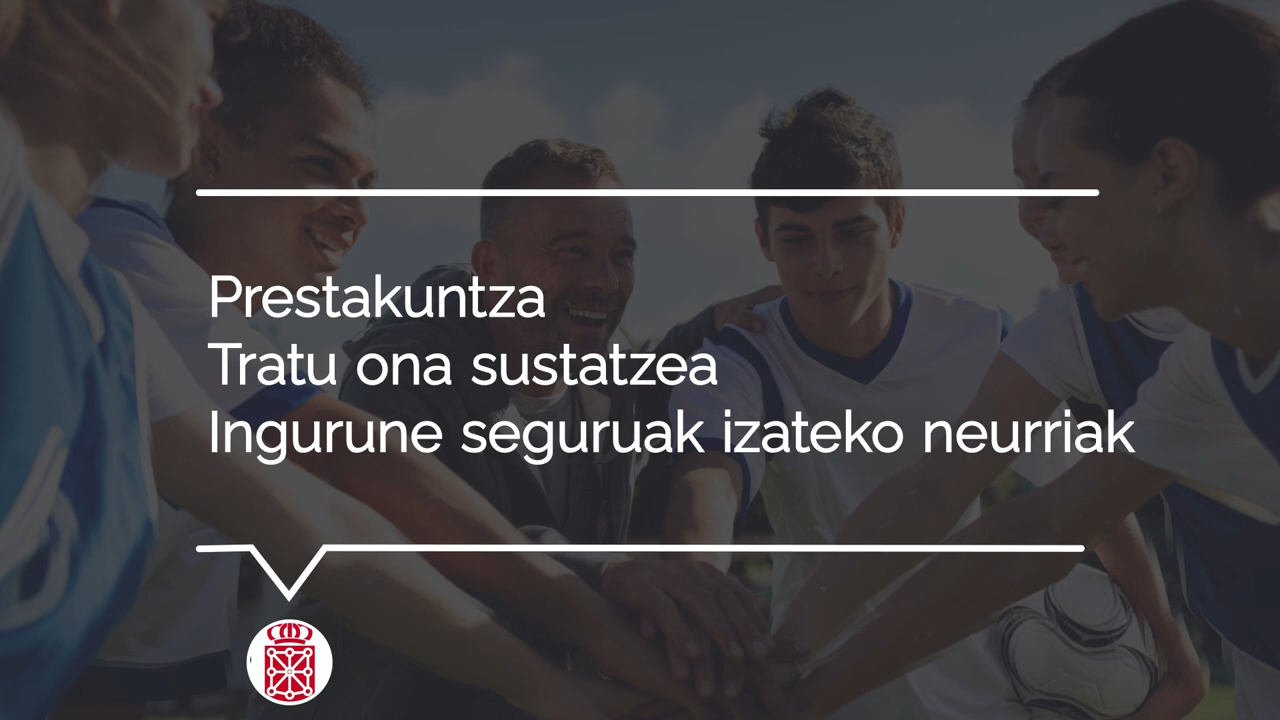 Prestakuntza
Tratu ona sustatzea
Ingurune seguruak izateko neurriak